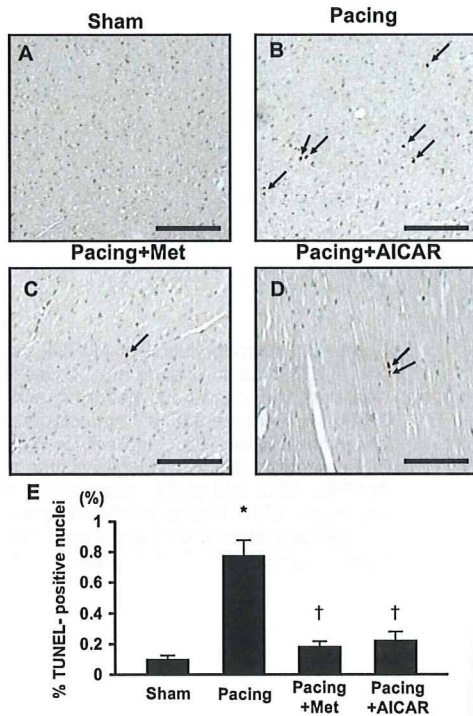 Sham
Pacing
A
B
Pacing+Met
Pacing+AICAR
C
D
E
(%)
% TUNEL- positive nuclei
1
0.8
0.6
0.4
0.2
0
*
†
†
Sham
Pacing
Pacing
+Met
Pacing
+AICAR